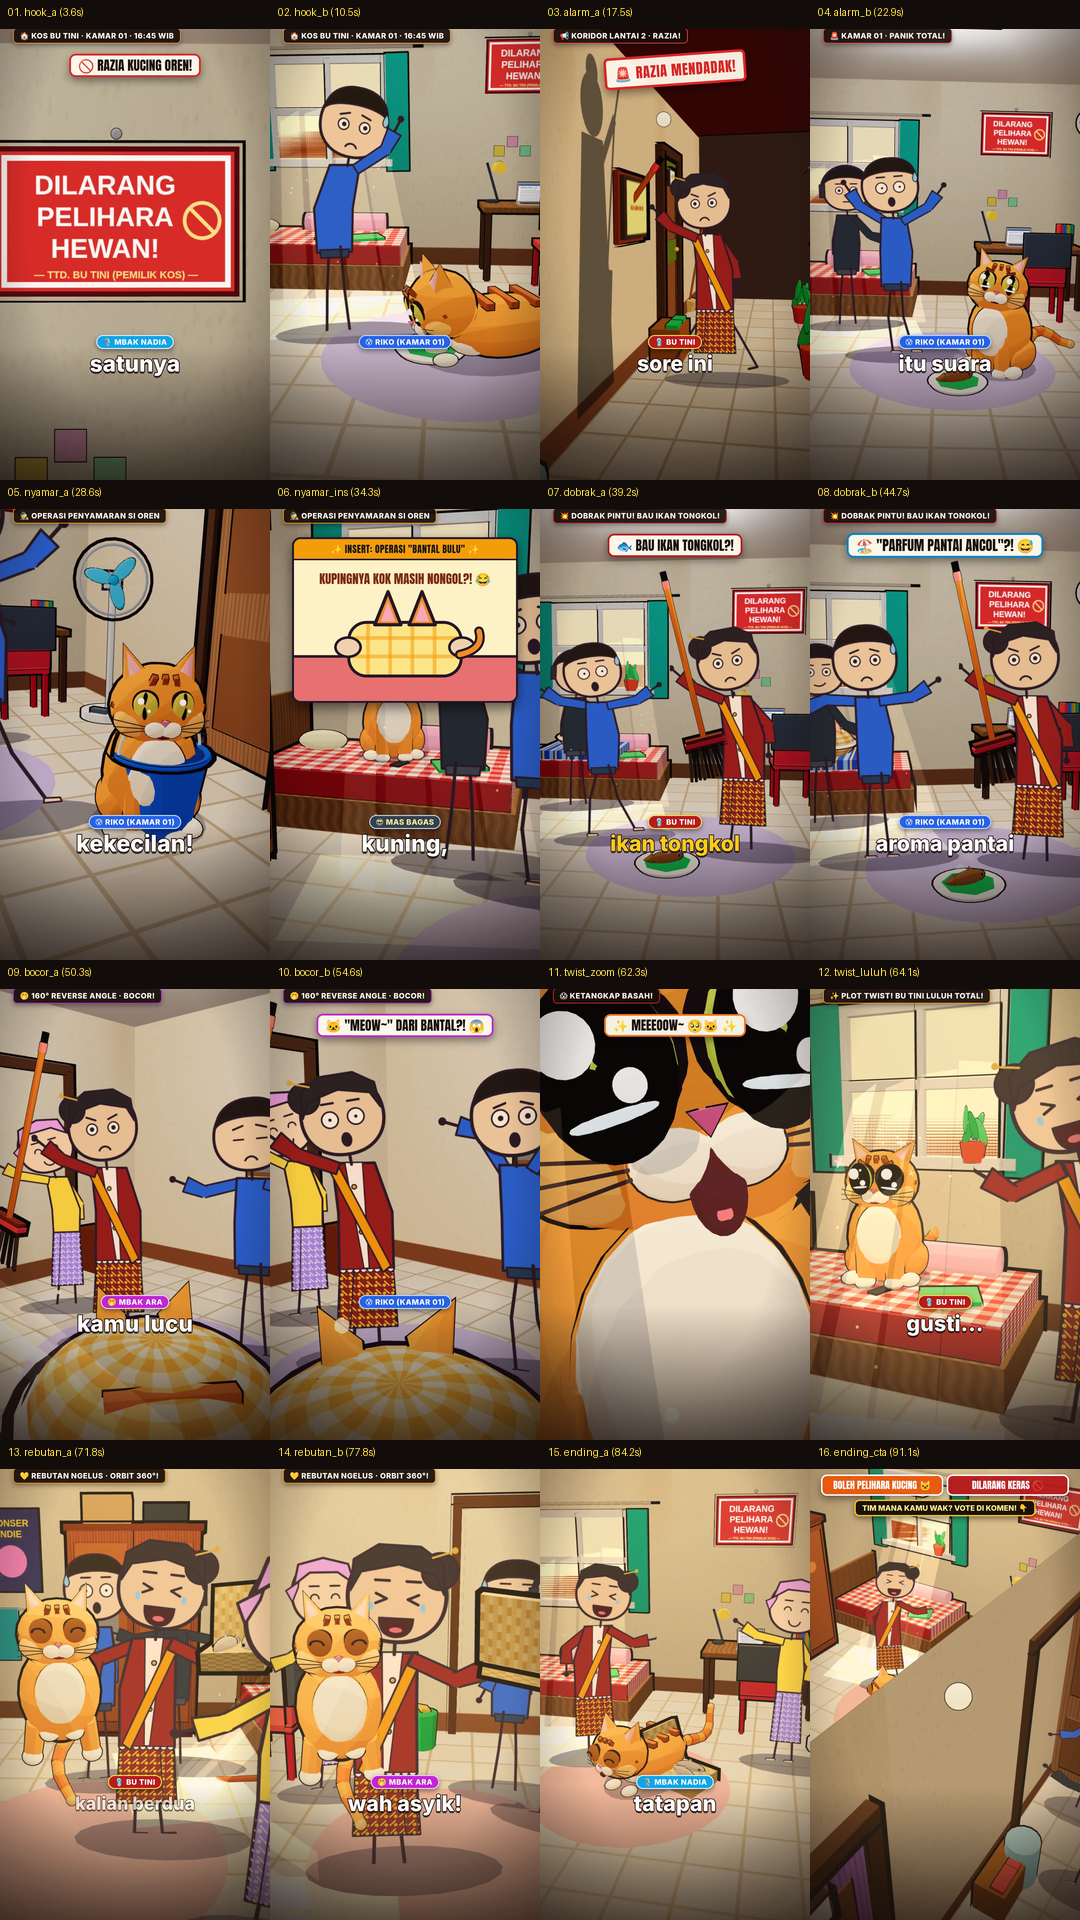 01. hook_a (3.6s)
KOS BU TINI · KAMAR 01 · 16:45 WIB
RAZIA KUCING OREN!
DILARANG
PELIHARA
HEWAN!
— TTD. BU TINI (PEMILIK KOS) —
MBAK NADIA
satunya
02. hook_b (10.5s)
KOS BU TINI · KAMAR 01 · 16:45 WIB
DILARANG
PELIHARA
HEWAN!
RIKO (KAMAR 01)
03. alarm_a (17.5s)
KORIDOR LANTAI 2 · RAZIA!
RAZIA MENDADAK!
BU TINI
sore ini
04. alarm_b (22.9s)
KAMAR 01 · PANIK TOTAL!
DILARANG
PELIHARA
HEWAN!
RIKO (KAMAR 01)
itu suara
05. nyamar_a (28.6s)
OPERASI PENYAMARAN SI OREN
RIKO (KAMAR 01)
kekecilan!
06. nyamar_ins (34.3s)
OPERASI PENYAMARAN SI OREN
INSERT: OPERASI "BANTAL BULU"
KUPINGNYA KOK MASIH NONGOL?!
MAS BAGAS
kuning,
07. dobrak_a (39.2s)
DOBRAK PINTU! BAU IKAN TONGKOL!
BAU IKAN TONGKOL?!
DILARANG
PELIHARA
HEWAN!
BU TINI
ikan tongkol
08. dobrak_b (44.7s)
DOBRAK PINTU! BAU IKAN TONGKOL!
"PARFUM PANTAI ANCOL"?!
DILARANG
PELIHARA
HEWAN!
RIKO (KAMAR 01)
aroma pantai
09. bocor_a (50.3s)
160° REVERSE ANGLE · BOCOR!
MBAK ARA
kamu lucu
10. bocor_b (54.6s)
160° REVERSE ANGLE · BOCOR!
"MEOW~" DARI BANTAL?!
RIKO (KAMAR 01)
11. twist_zoom (62.3s)
KETANGKAP BASAH!
MEEEOOW~
12. twist_luluh (64.1s)
PLOT TWIST! BU TINI LULUH TOTAL!
BU TINI
gusti...
13. rebutan_a (71.8s)
REBUTAN NGELUS · ORBIT 360°!
BU TINI
kalian berdua
14. rebutan_b (77.8s)
REBUTAN NGELUS · ORBIT 360°!
MBAK ARA
wah asyik!
15. ending_a (84.2s)
DILARANG
PELIHARA
HEWAN!
MBAK NADIA
tatapan
16. ending_cta (91.1s)
BOLEH PELIHARA KUCING
DILARANG KERAS
TIM MANA KAMU WAK? VOTE DI KOMEN!